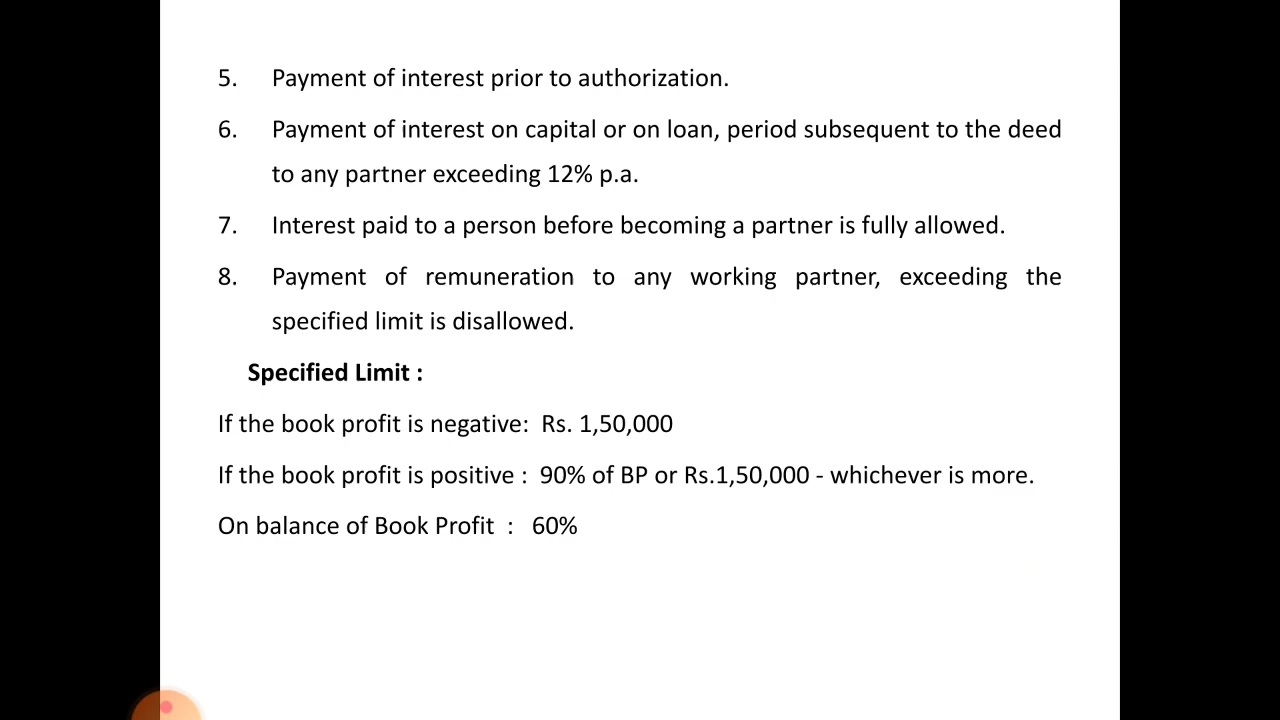 5. Payment of interest prior to authorization.
6. Payment of interest on capital or on loan, period subsequent to the deed
to any partner exceeding 12% p.a.
7. Interest paid to a person before becoming a partner is fully allowed.
8. Payment of remuneration to any working partner, exceeding the
specified limit is disallowed.
Specified Limit :
If the book profit is negative: Rs. 1,50,000
If the book profit is positive : 90% of BP or Rs.1,50,000 - whichever is more.
On balance of Book Profit : 60%